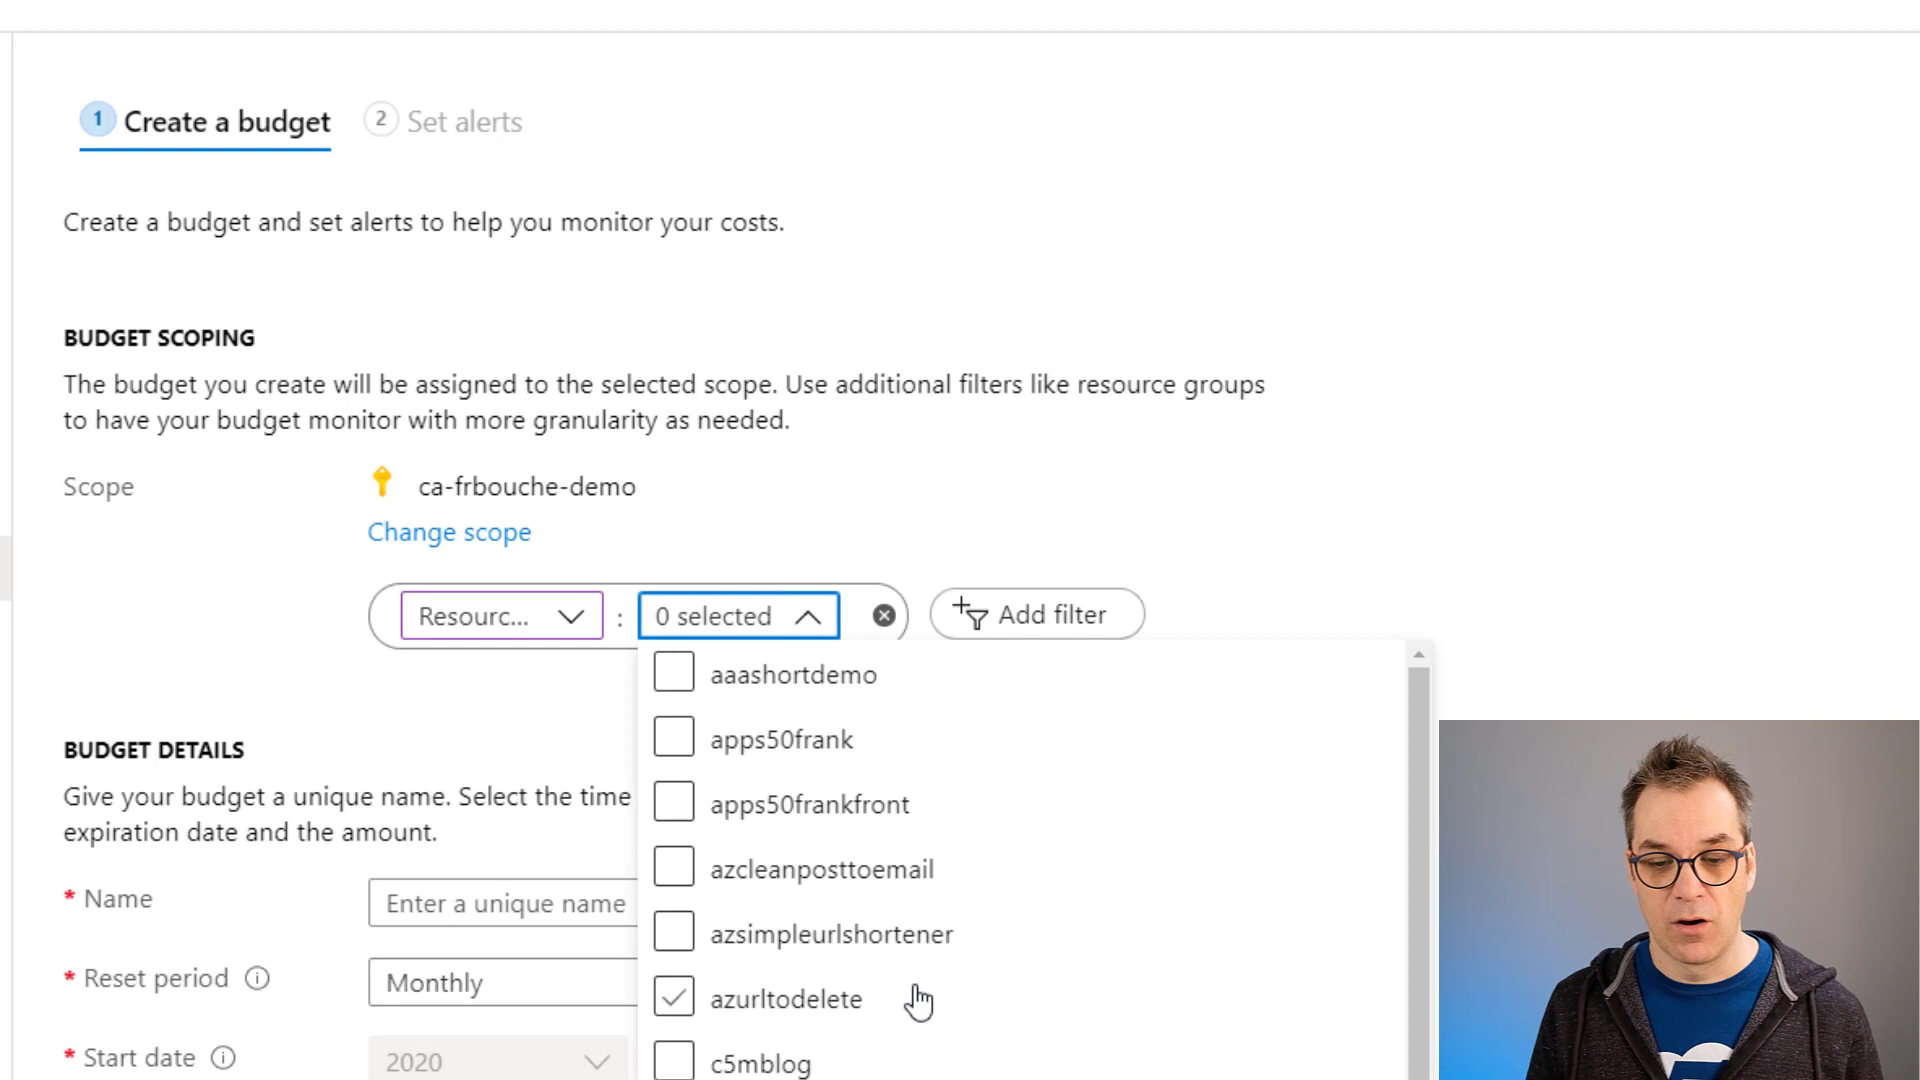 1 Create a budget
2 Set alerts
Create a budget and set alerts to help you monitor your costs.
BUDGET SCOPING
The budget you create will be assigned to the selected scope. Use additional filters like resource groups
to have your budget monitor with more granularity as needed.
Scope
ca-frbouche-demo
Change scope
Resourc... : 0 selected
Add filter
aaashortdemo
apps50frank
apps50frankfront
azcleanposttoemail
azsimpleurlshortener
azurltodelete
c5mblog
BUDGET DETAILS
Give your budget a unique name. Select the time
expiration date and the amount.
* Name
Enter a unique name
* Reset period
Monthly
* Start date
2020